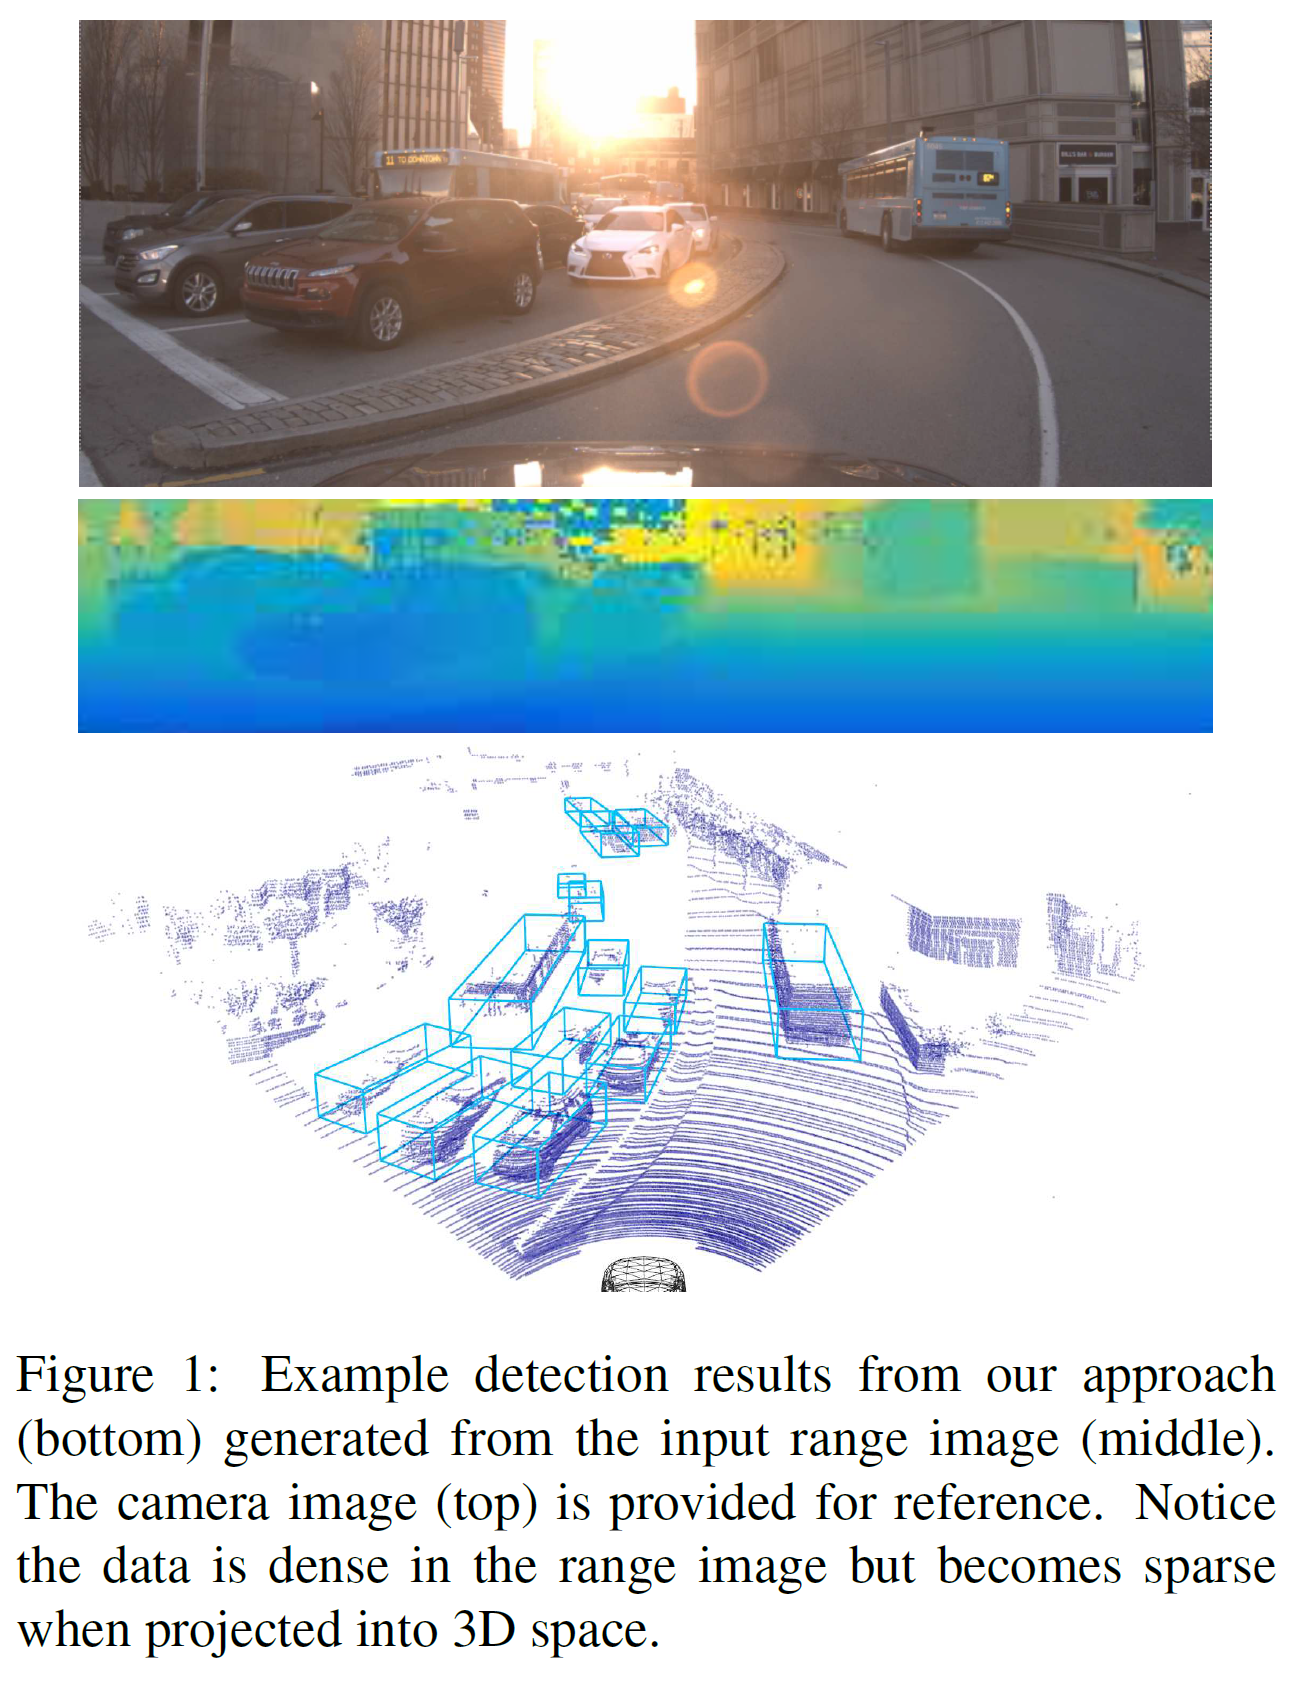 11 TO DOWNTOWN
Figure 1: Example detection results from our approach
(bottom) generated from the input range image (middle).
The camera image (top) is provided for reference. Notice
the data is dense in the range image but becomes sparse
when projected into 3D space.